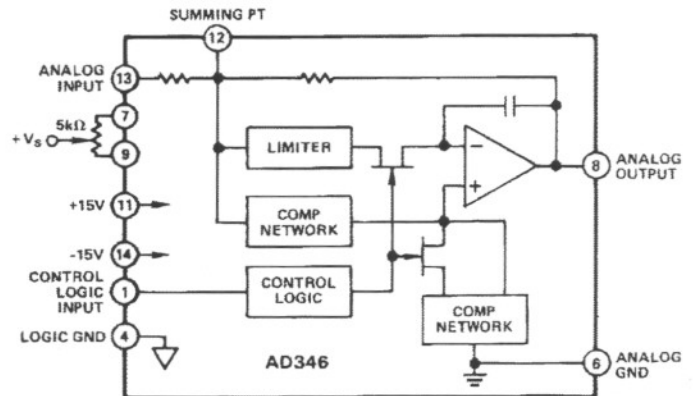 SUMMING PT
12
ANALOG
INPUT
13
7
5kΩ
+VS
9
LIMITER
−
+
8
ANALOG
OUTPUT
+15V
11
COMP
NETWORK
-15V
14
CONTROL
LOGIC
INPUT
1
CONTROL
LOGIC
COMP
NETWORK
LOGIC GND
4
AD346
6
ANALOG
GND